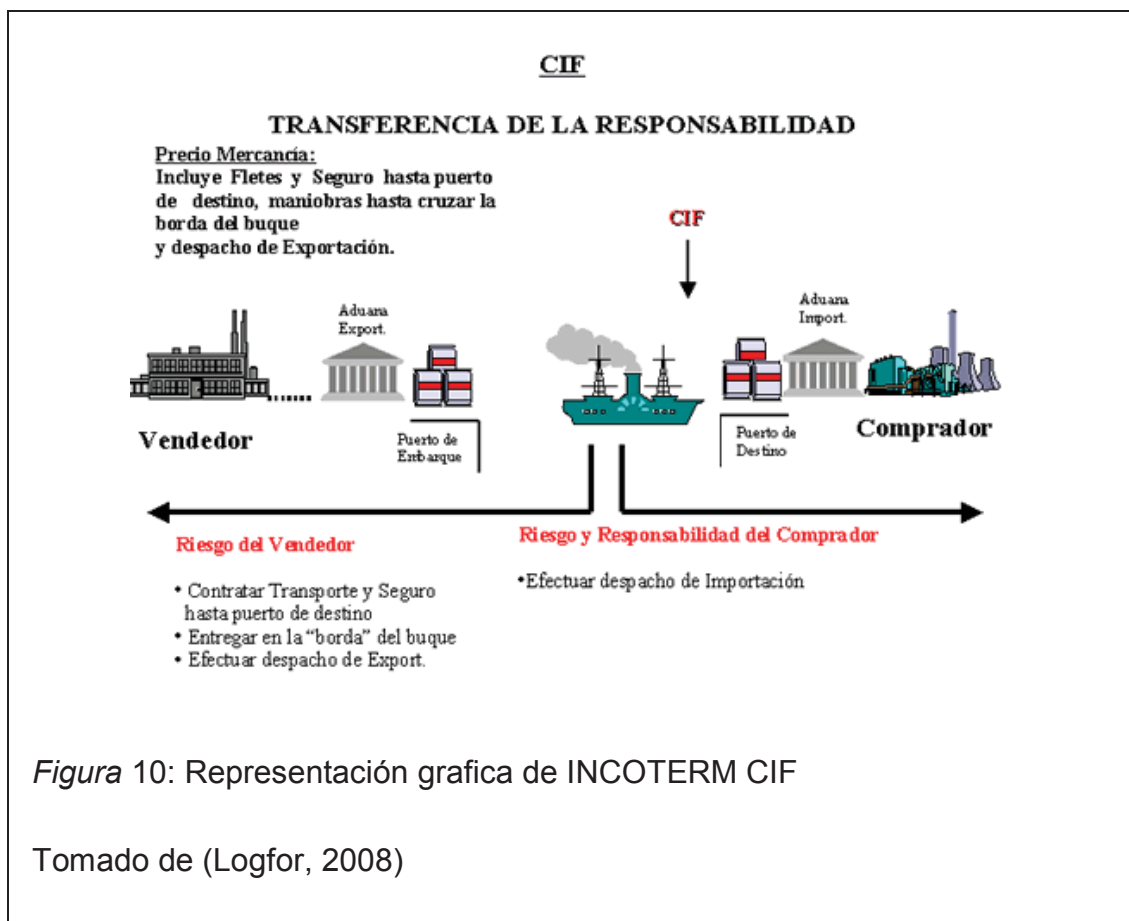 CIF
TRANSFERENCIA DE LA RESPONSABILIDAD
Precio Mercancía:
Incluye Fletes y Seguro hasta puerto
de destino, maniobras hasta cruzar la
borda del buque
y despacho de Exportación.
CIF
Aduana
Export.
Aduana
Import.
Vendedor
Puerto de
Embarque
Puerto de
Destino
Comprador
Riesgo del Vendedor
• Contratar Transporte y Seguro
hasta puerto de destino
• Entregar en la “borda” del buque
• Efectuar despacho de Export.
Riesgo y Responsabilidad del Comprador
•Efectuar despacho de Importación
Figura 10: Representación grafica de INCOTERM CIF
Tomado de (Logfor, 2008)